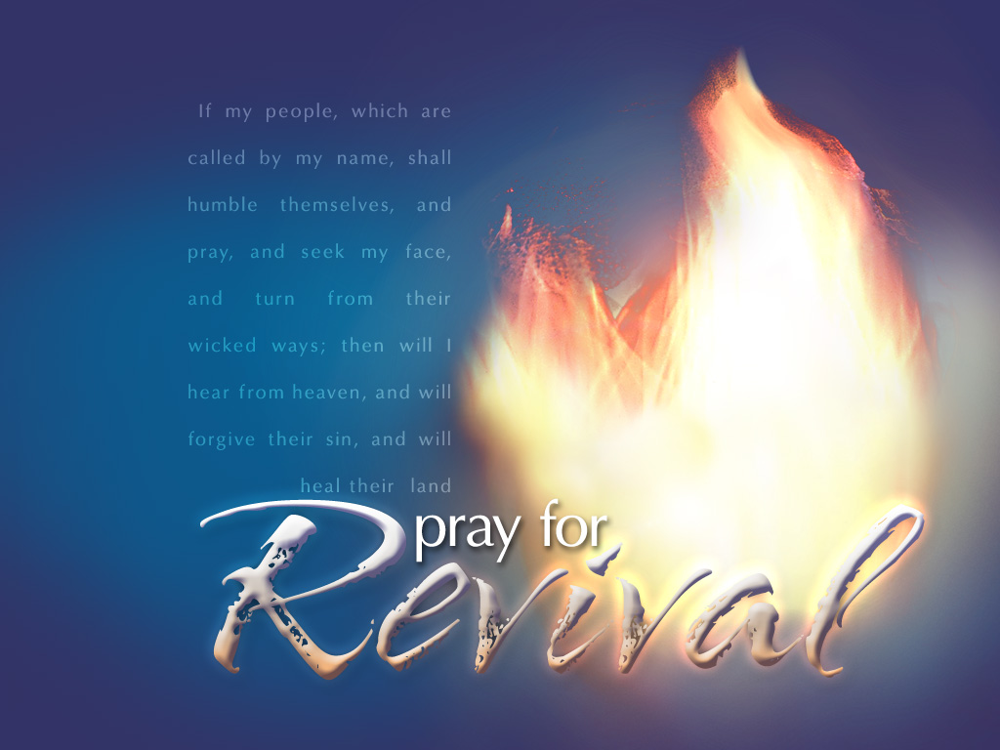 If my people, which are
called by my name, shall
humble themselves, and
pray, and seek my face,
and turn from their
wicked ways; then will I
hear from heaven, and will
forgive their sin, and will
heal their land
pray for
Revival